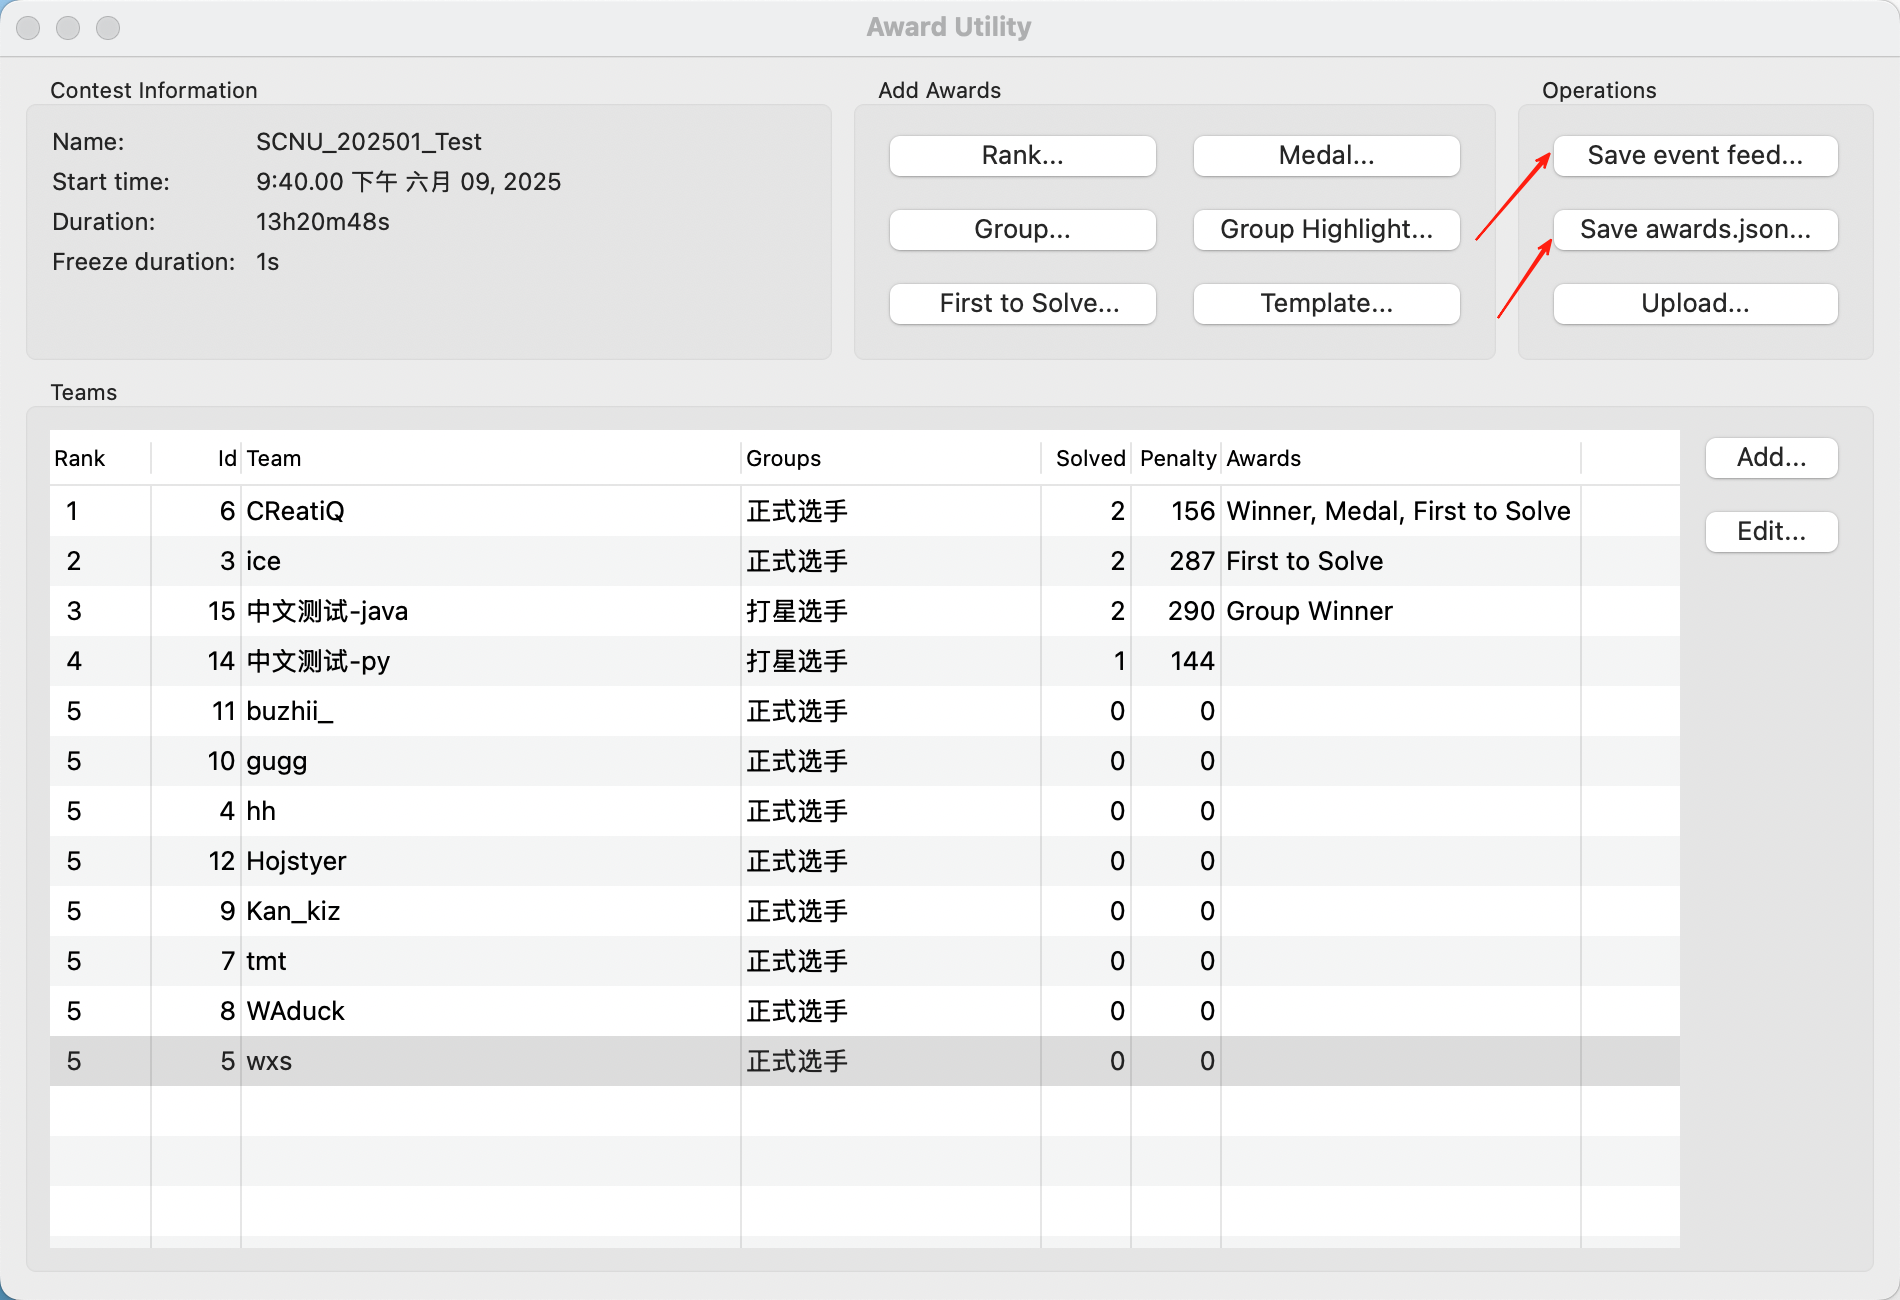 Award Utility
Contest Information
Name: SCNU_202501_Test
Start time: 9:40.00 下午 六月 09, 2025
Duration: 13h20m48s
Freeze duration: 1s
Add Awards
Rank... Medal...
Group... Group Highlight...
First to Solve... Template...
Operations
Save event feed...
Save awards.json...
Upload...
Teams
Rank Id Team Groups Solved Penalty Awards
1 6 CReatiQ 正式选手 2 156 Winner, Medal, First to Solve
2 3 ice 正式选手 2 287 First to Solve
3 15 中文测试-java 打星选手 2 290 Group Winner
4 14 中文测试-py 打星选手 1 144
5 11 buzhii_ 正式选手 0 0
5 10 gugg 正式选手 0 0
5 4 hh 正式选手 0 0
5 12 Hojstyer 正式选手 0 0
5 9 Kan_kiz 正式选手 0 0
5 7 tmt 正式选手 0 0
5 8 WAduck 正式选手 0 0
5 5 wxs 正式选手 0 0
Add...
Edit...